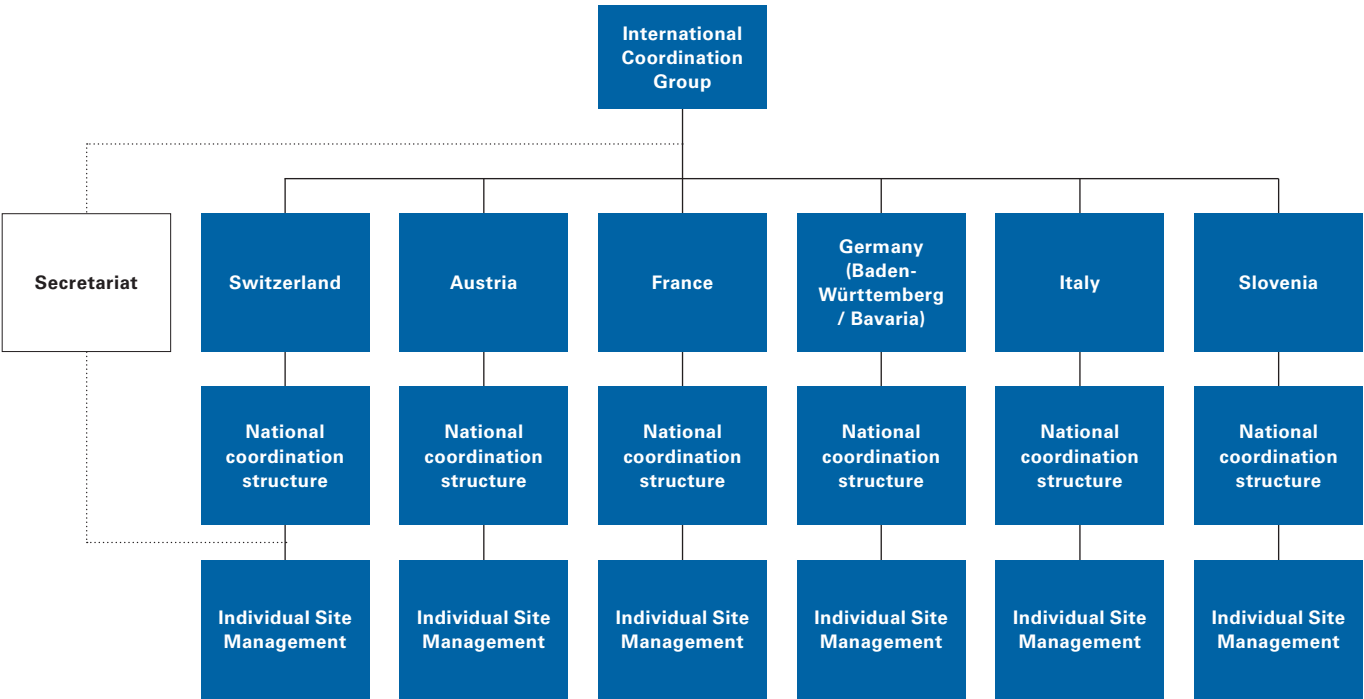 International
Coordination
Group
Secretariat
Switzerland
Austria
France
Germany
(Baden-
Württemberg
/ Bavaria)
Italy
Slovenia
National
coordination
structure
National
coordination
structure
National
coordination
structure
National
coordination
structure
National
coordination
structure
National
coordination
structure
Individual Site
Management
Individual Site
Management
Individual Site
Management
Individual Site
Management
Individual Site
Management
Individual Site
Management